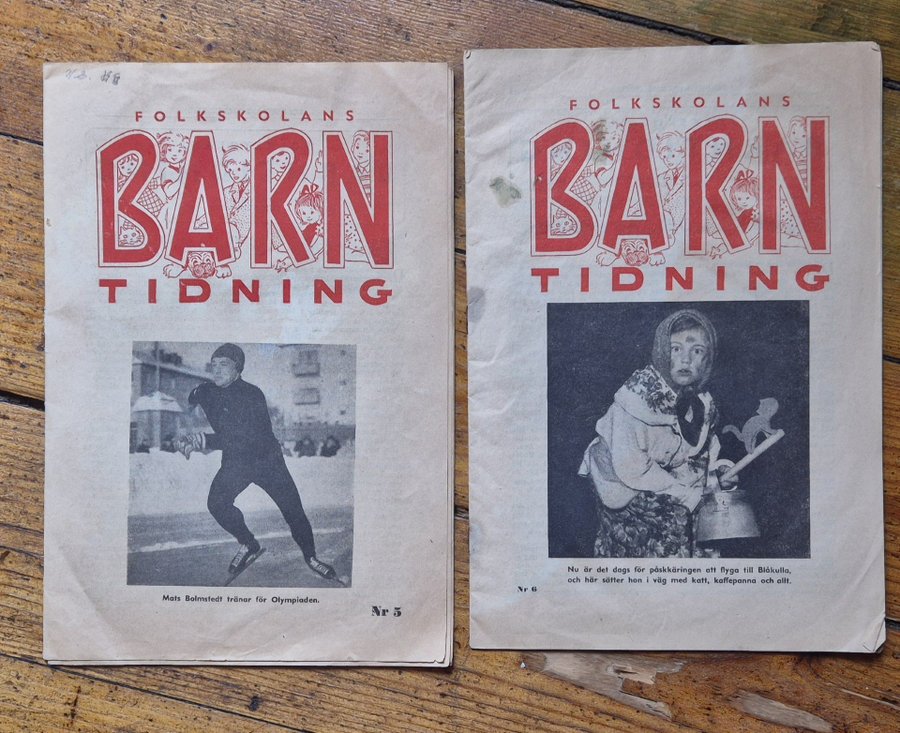 FOLKSKOLANS
BARN
TIDNING
Mats Bolmstedt tränar för Olympiaden.
Nr 5
FOLKSKOLANS
BARN
TIDNING
Nu är det dags för påskkäringen att flyga till Blåkulla,
och här sätter hon i väg med katt, kaffepanna och allt.
Nr 6